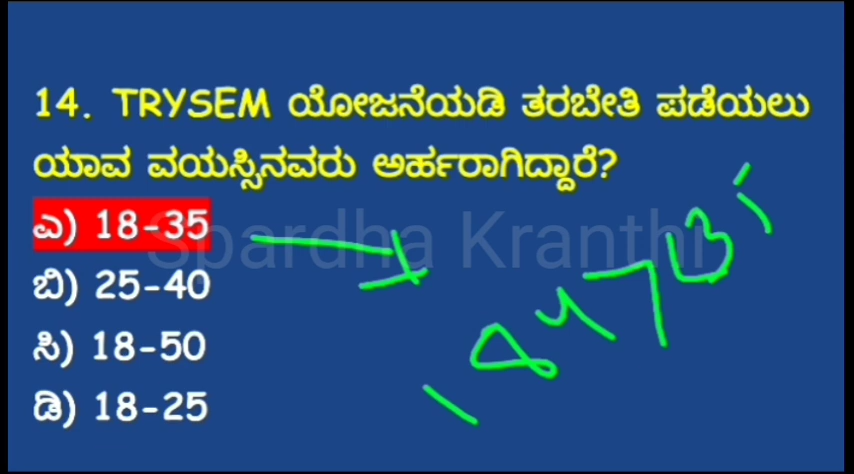 14. TRYSEM ಯೋಜನೆಯಡಿ ತರಬೇತಿ ಪಡೆಯಲು
ಯಾವ ವಯಸ್ಸಿನವರು ಅರ್ಹರಾಗಿದ್ದಾರೆ?
ಎ) 18-35
Spardha Kranthi
ಬಿ) 25-40
ಸಿ) 18-50
ಡಿ) 18-25